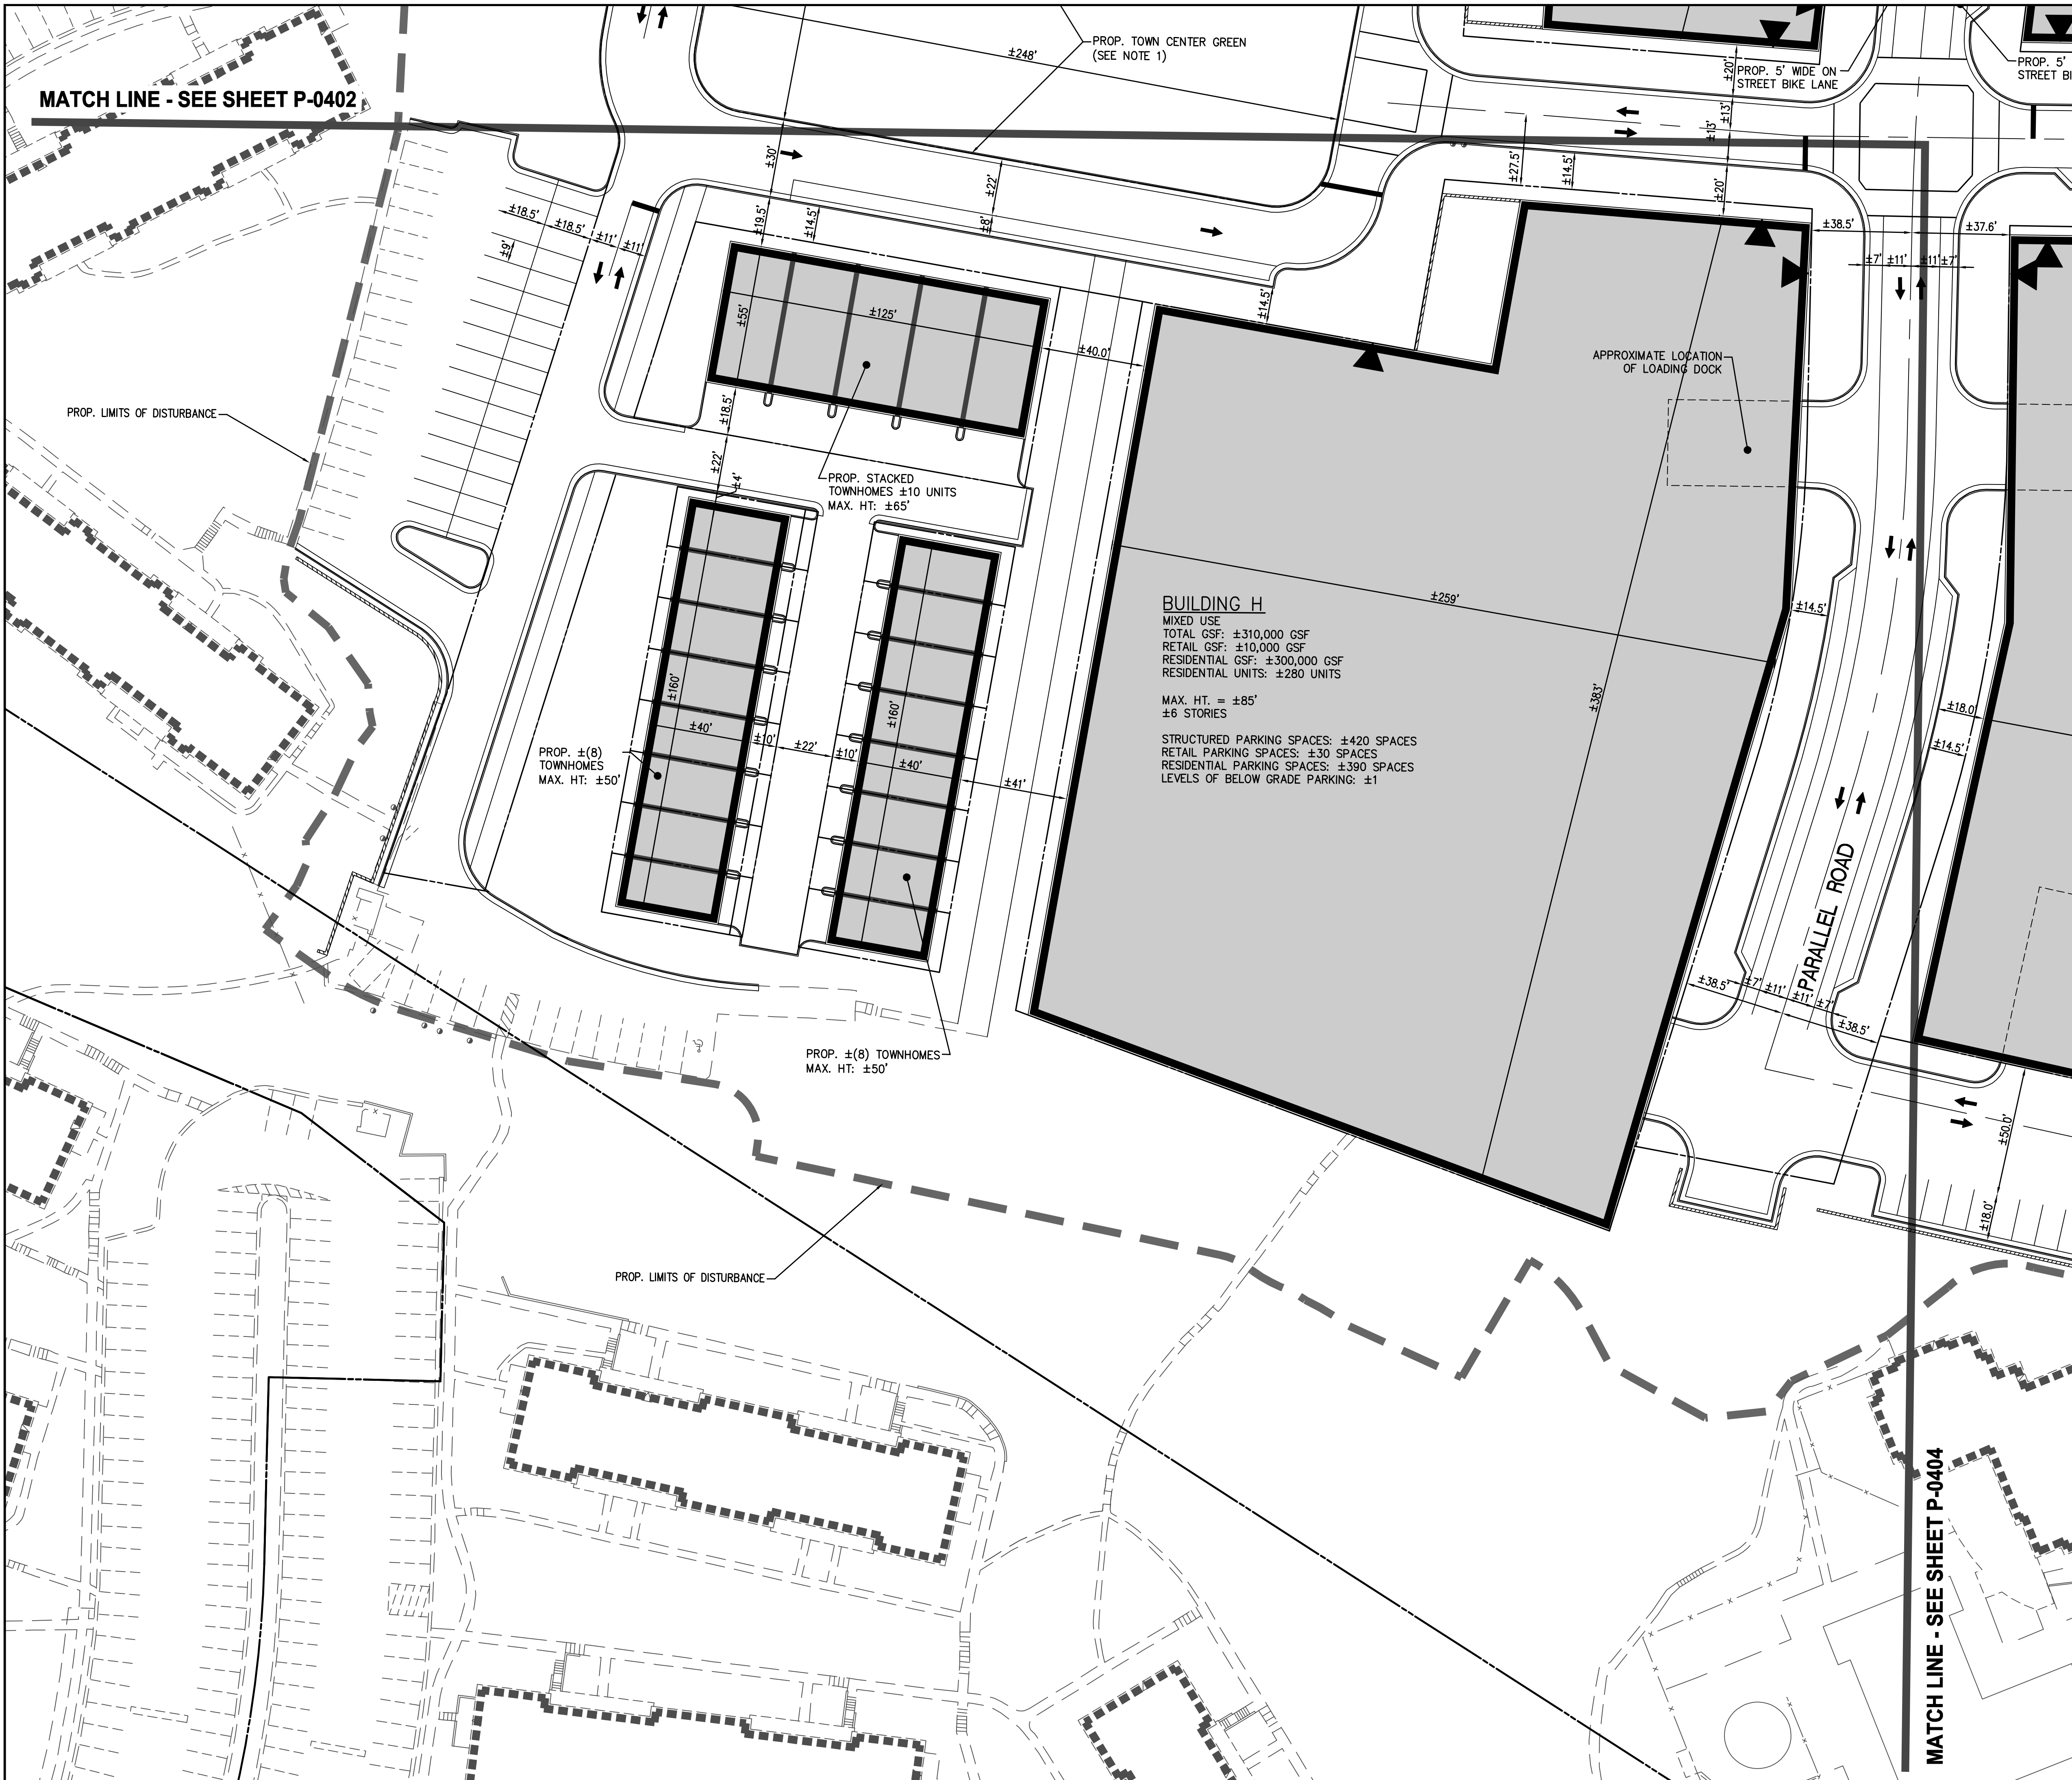 PROP. TOWN CENTER GREEN
(SEE NOTE 1)
±248'
PROP. 5' WIDE ON
STREET BIKE LANE
PROP. 5'
STREET BI
MATCH LINE - SEE SHEET P-0402
±20'
±13'
±13'
±20'
±30'
±22'
±8'
±27.5'
±14.5'
±18.5'
±18.5'
±11'
±11'
±9'
±19.5'
±14.5'
±38.5'
±37.6'
±7'
±11'
±11'
±7'
±55'
±125'
±40.0'
±14.5'
APPROXIMATE LOCATION
OF LOADING DOCK
PROP. LIMITS OF DISTURBANCE
±18.5'
±22'
±4'
PROP. STACKED
TOWNHOMES ±10 UNITS
MAX. HT: ±65'
BUILDING H
MIXED USE
TOTAL GSF: ±310,000 GSF
RETAIL GSF: ±10,000 GSF
RESIDENTIAL GSF: ±300,000 GSF
RESIDENTIAL UNITS: ±280 UNITS
MAX. HT. = ±85'
±6 STORIES
STRUCTURED PARKING SPACES: ±420 SPACES
RETAIL PARKING SPACES: ±30 SPACES
RESIDENTIAL PARKING SPACES: ±390 SPACES
LEVELS OF BELOW GRADE PARKING: ±1
±259'
±383'
±14.5'
±18.0'
±14.5'
±160'
±160'
±40'
±10'
±22'
±10'
±40'
±41'
PROP. ±(8)
TOWNHOMES
MAX. HT: ±50'
PARALLEL ROAD
±38.5'
±7'
±11'
±11'
±7'
±38.5'
PROP. ±(8) TOWNHOMES
MAX. HT: ±50'
±50.0'
±18.0'
PROP. LIMITS OF DISTURBANCE
MATCH LINE - SEE SHEET P-0404